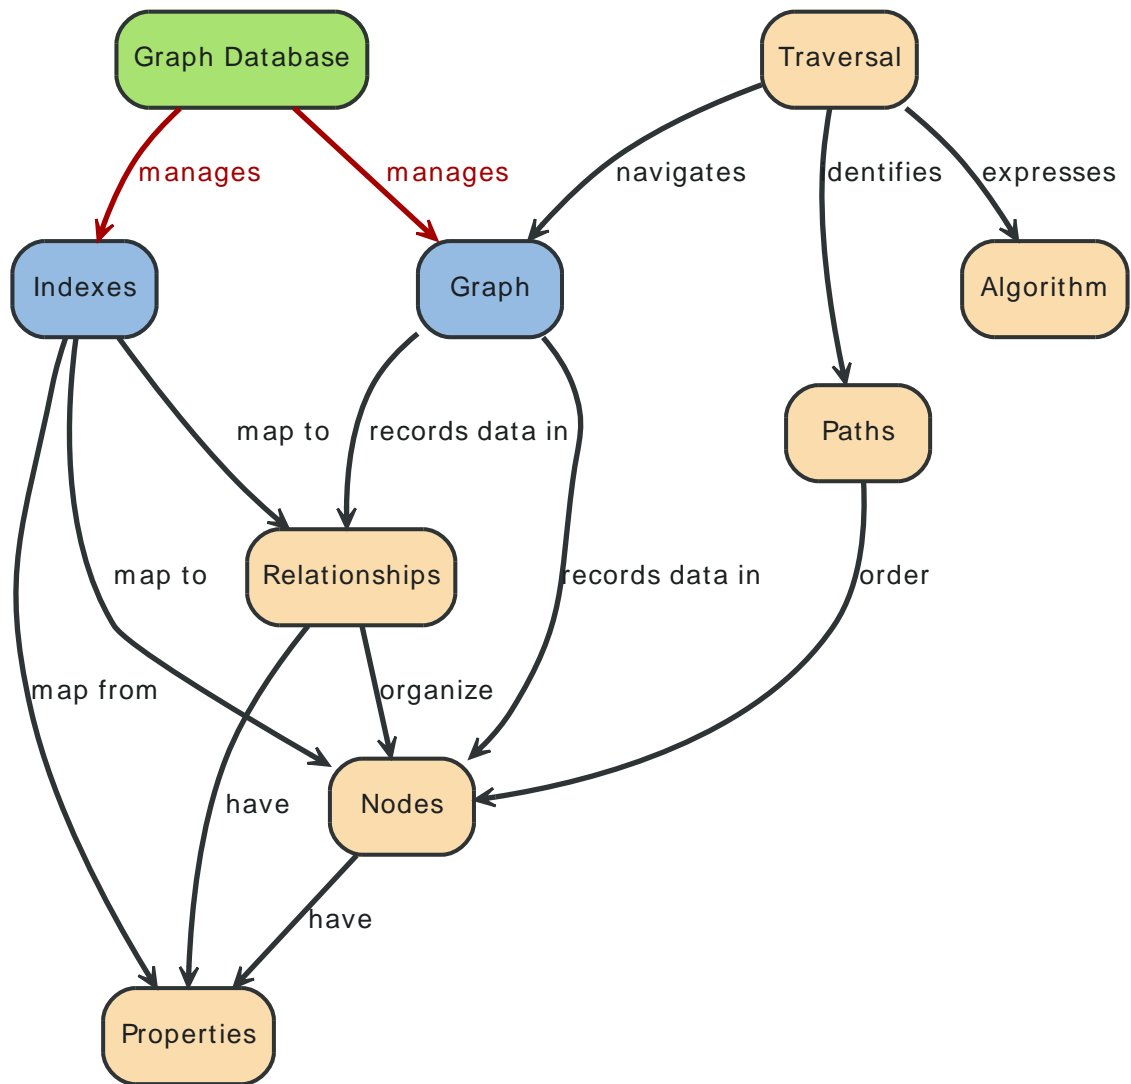 Graph Database
Traversal
manages
manages
navigates
identifies
expresses
Indexes
Graph
Algorithm
map to
records data in
Paths
map to
Relationships
records data in
order
map from
organize
have
Nodes
have
Properties